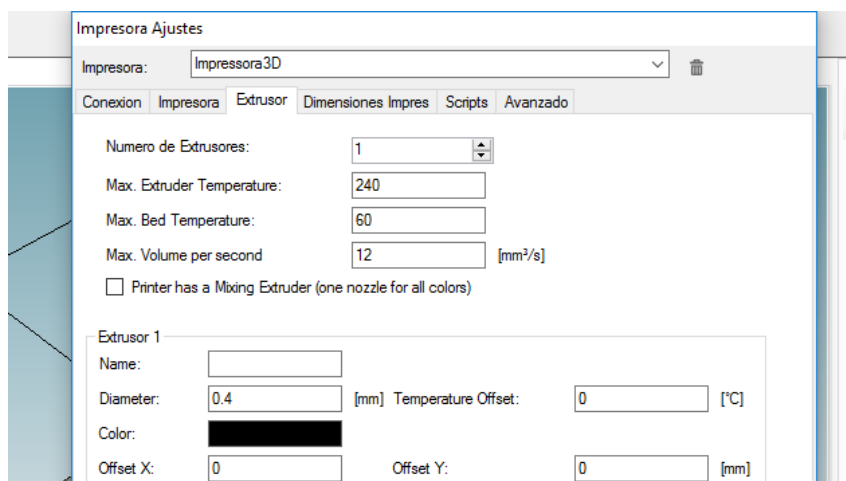 Impresora Ajustes
Impresora: Impressora3D
Conexion Impresora Extrusor Dimensiones Impres Scripts Avanzado
Numero de Extrusores: 1
Max. Extruder Temperature: 240
Max. Bed Temperature: 60
Max. Volume per second 12 [mm³/s]
Printer has a Mixing Extruder (one nozzle for all colors)
Extrusor 1
Name:
Diameter: 0.4 [mm] Temperature Offset: 0 [°C]
Color:
Offset X: 0 Offset Y: 0 [mm]